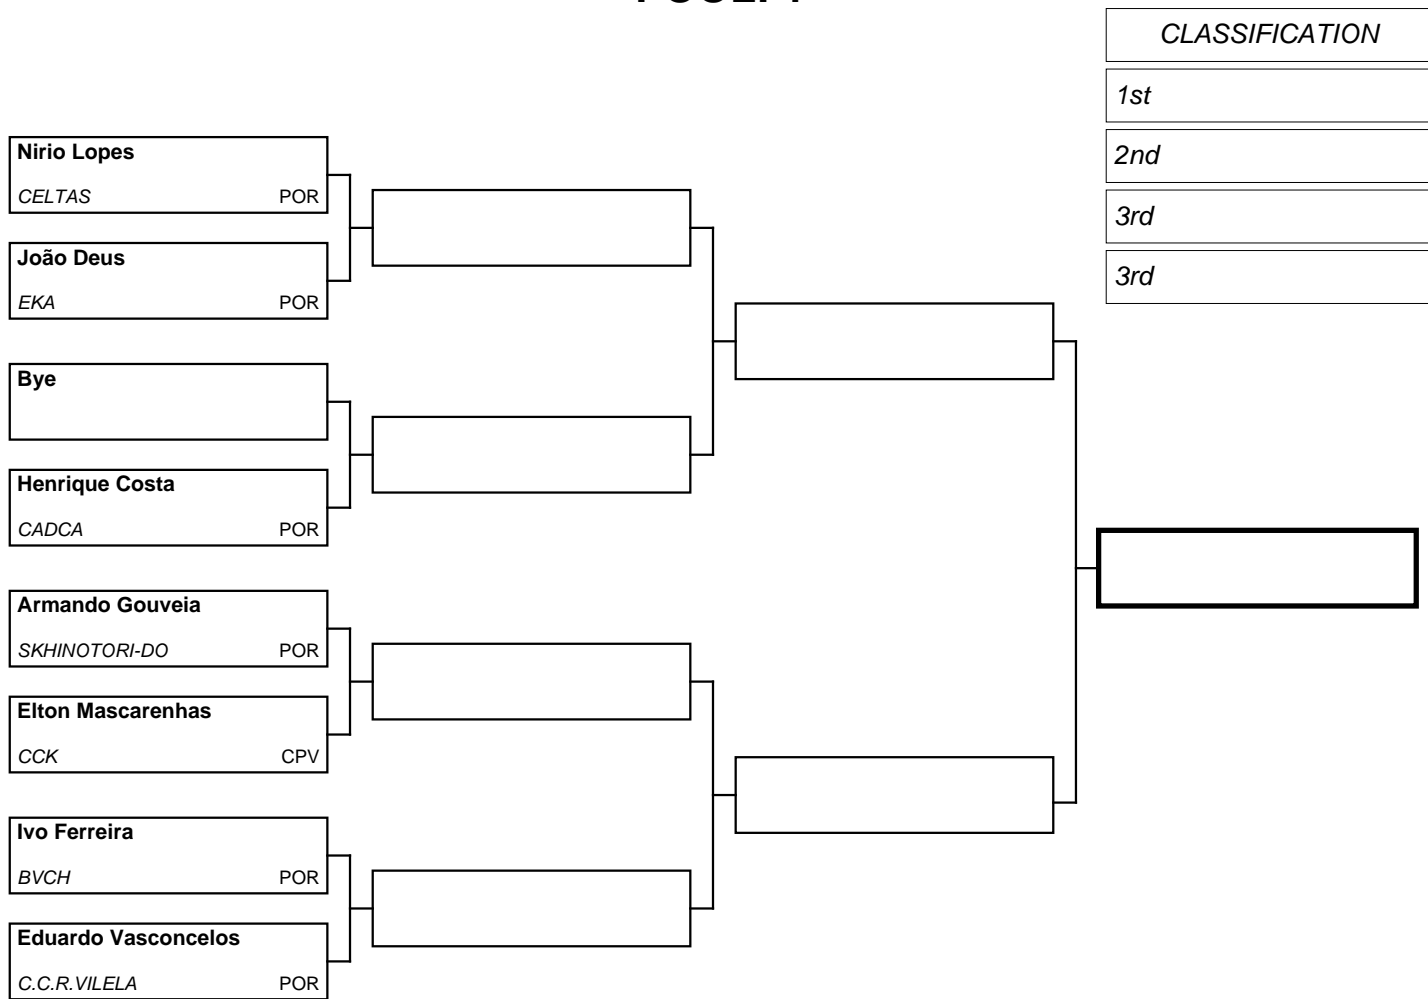 CLASSIFICATION
1st
2nd
3rd
3rd
Nirio Lopes
CELTAS POR
João Deus
EKA POR
Bye
Henrique Costa
CADCA POR
Armando Gouveia
SKHINOTORI-DO POR
Elton Mascarenhas
CCK CPV
Ivo Ferreira
BVCH POR
Eduardo Vasconcelos
C.C.R.VILELA POR